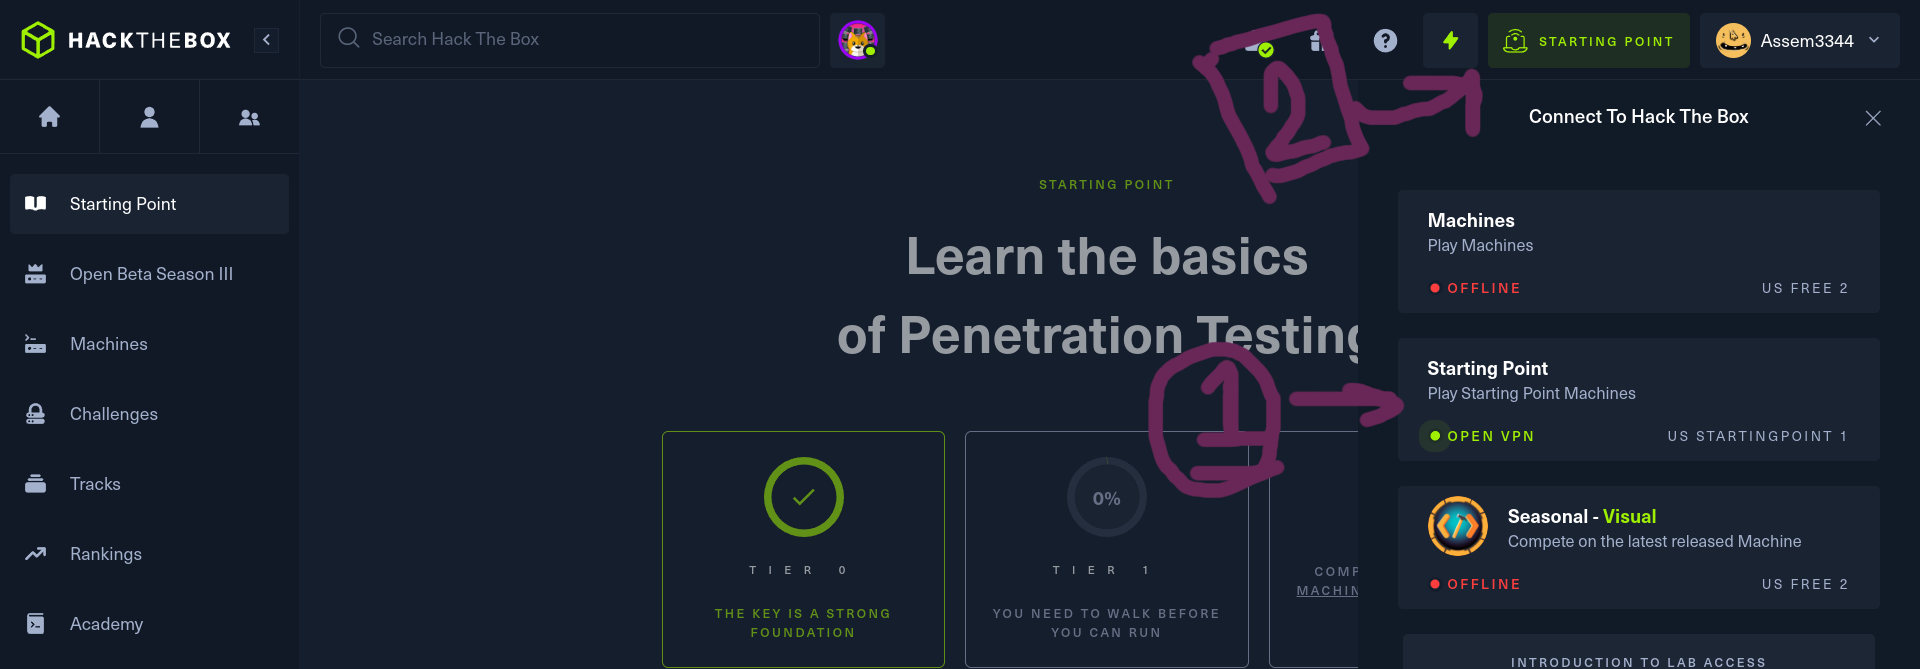 HACKTHEBOX
Search Hack The Box
STARTING POINT
Assem3344
2
Connect To Hack The Box
Starting Point
Open Beta Season III
Machines
Challenges
Tracks
Rankings
Academy
STARTING POINT
Learn the basics
of Penetration Testing
1
TIER 0
THE KEY IS A STRONG
FOUNDATION
0%
TIER 1
YOU NEED TO WALK BEFORE
YOU CAN RUN
COMP
MACHIN
Machines
Play Machines
OFFLINE
US FREE 2
Starting Point
Play Starting Point Machines
OPEN VPN
US STARTINGPOINT 1
Seasonal - Visual
Compete on the latest released Machine
OFFLINE
US FREE 2
INTRODUCTION TO LAB ACCESS